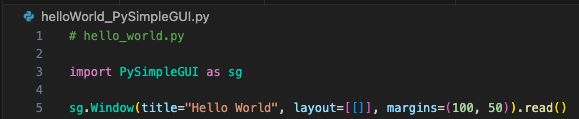 helloWorld_PySimpleGUI.py
1 # hello_world.py
2
3 import PySimpleGUI as sg
4
5 sg.Window(title="Hello World", layout=[[]], margins=(100, 50)).read()